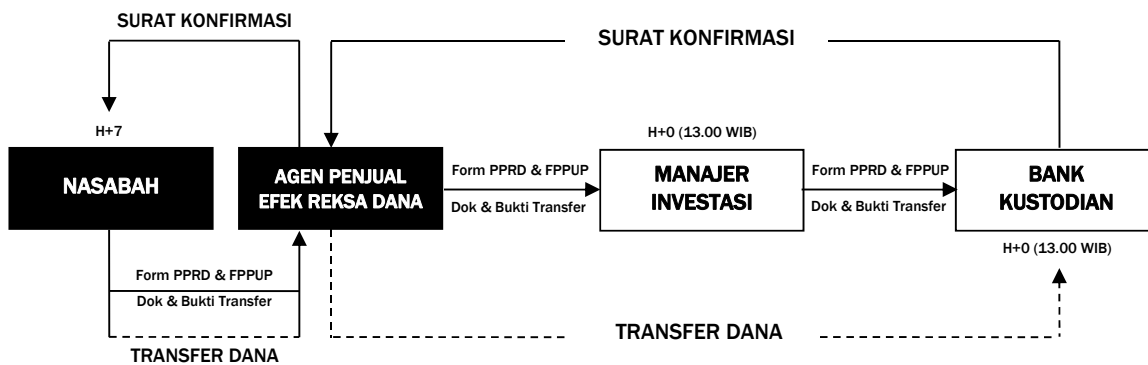 SURAT KONFIRMASI
SURAT KONFIRMASI
H+7
H+0 (13.00 WIB)
NASABAH
AGEN PENJUAL
EFEK REKSA DANA
Form PPRD & FPPUP
Dok & Bukti Transfer
MANAJER
INVESTASI
Form PPRD & FPPUP
Dok & Bukti Transfer
BANK
KUSTODIAN
H+0 (13.00 WIB)
Form PPRD & FPPUP
Dok & Bukti Transfer
TRANSFER DANA
TRANSFER DANA